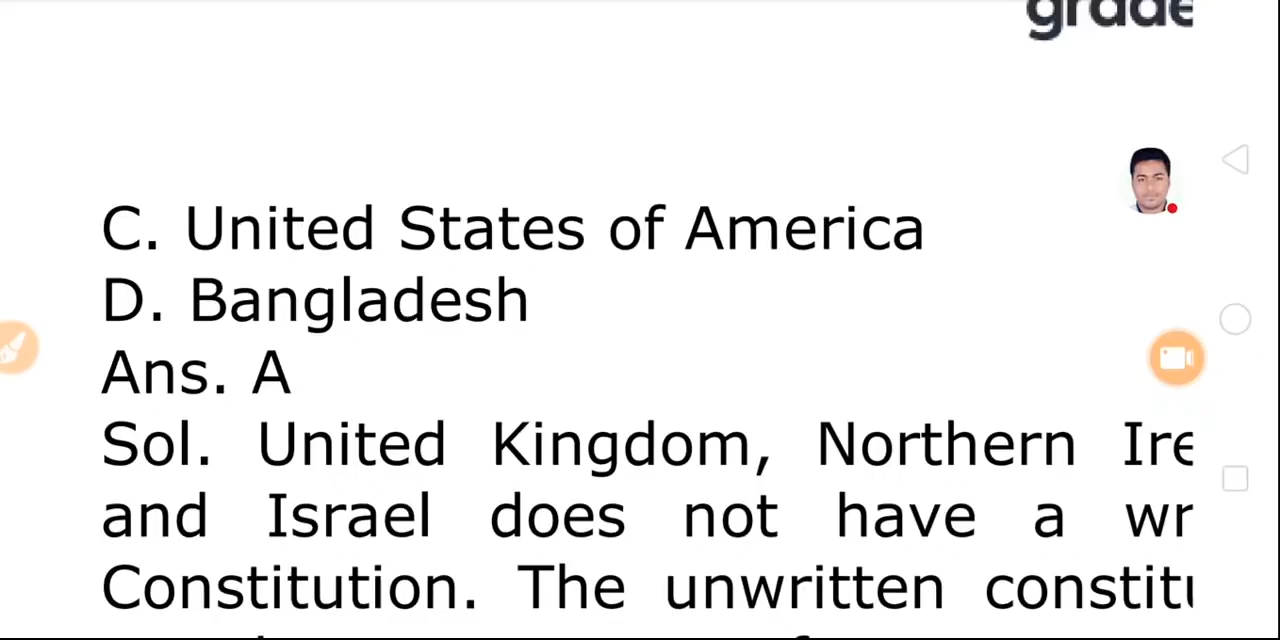 grade
C. United States of America
D. Bangladesh
Ans. A
Sol. United Kingdom, Northern Ire
and Israel does not have a wr
Constitution. The unwritten constitu